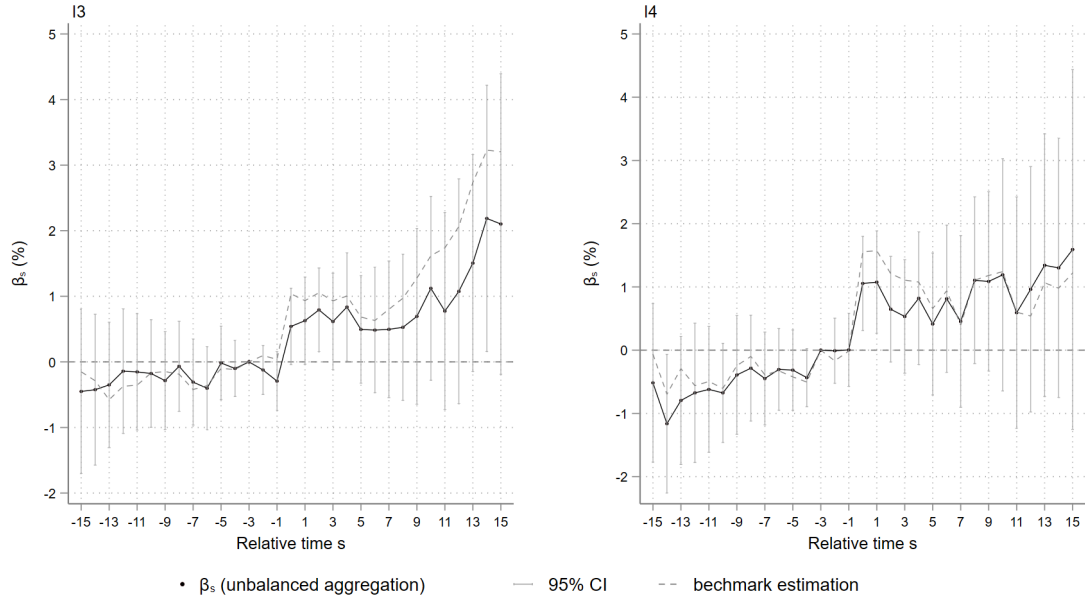 I3
5
4
3
2
1
0
-1
-2
βₛ (%)
-15 -13 -11 -9 -7 -5 -3 -1 1 3 5 7 9 11 13 15
Relative time s
I4
5
4
3
2
1
0
-1
-2
βₛ (%)
-15 -13 -11 -9 -7 -5 -3 -1 1 3 5 7 9 11 13 15
Relative time s
βₛ (unbalanced aggregation) 95% CI bechmark estimation